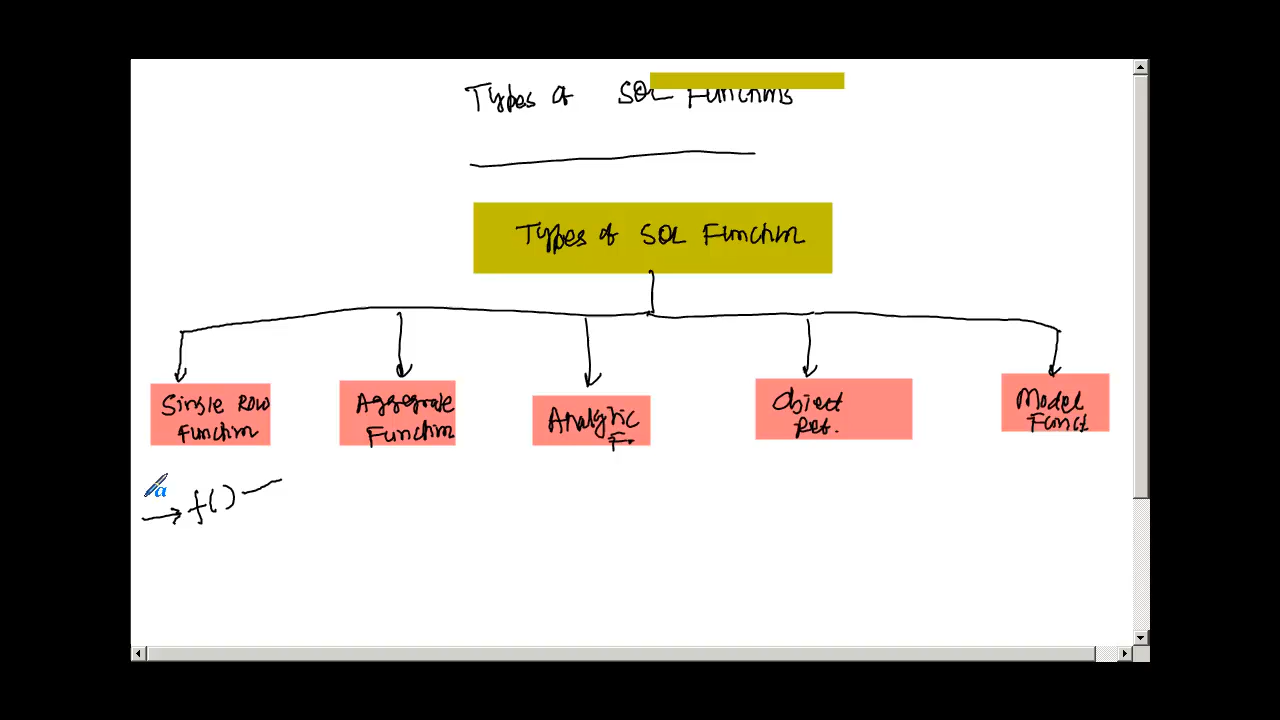 Types of SQL Functions
Types of SQL Function
Single Row
Function
Aggregate
Function
Analytic
F.
Object
Ref.
Model
Funct
a
→ f()